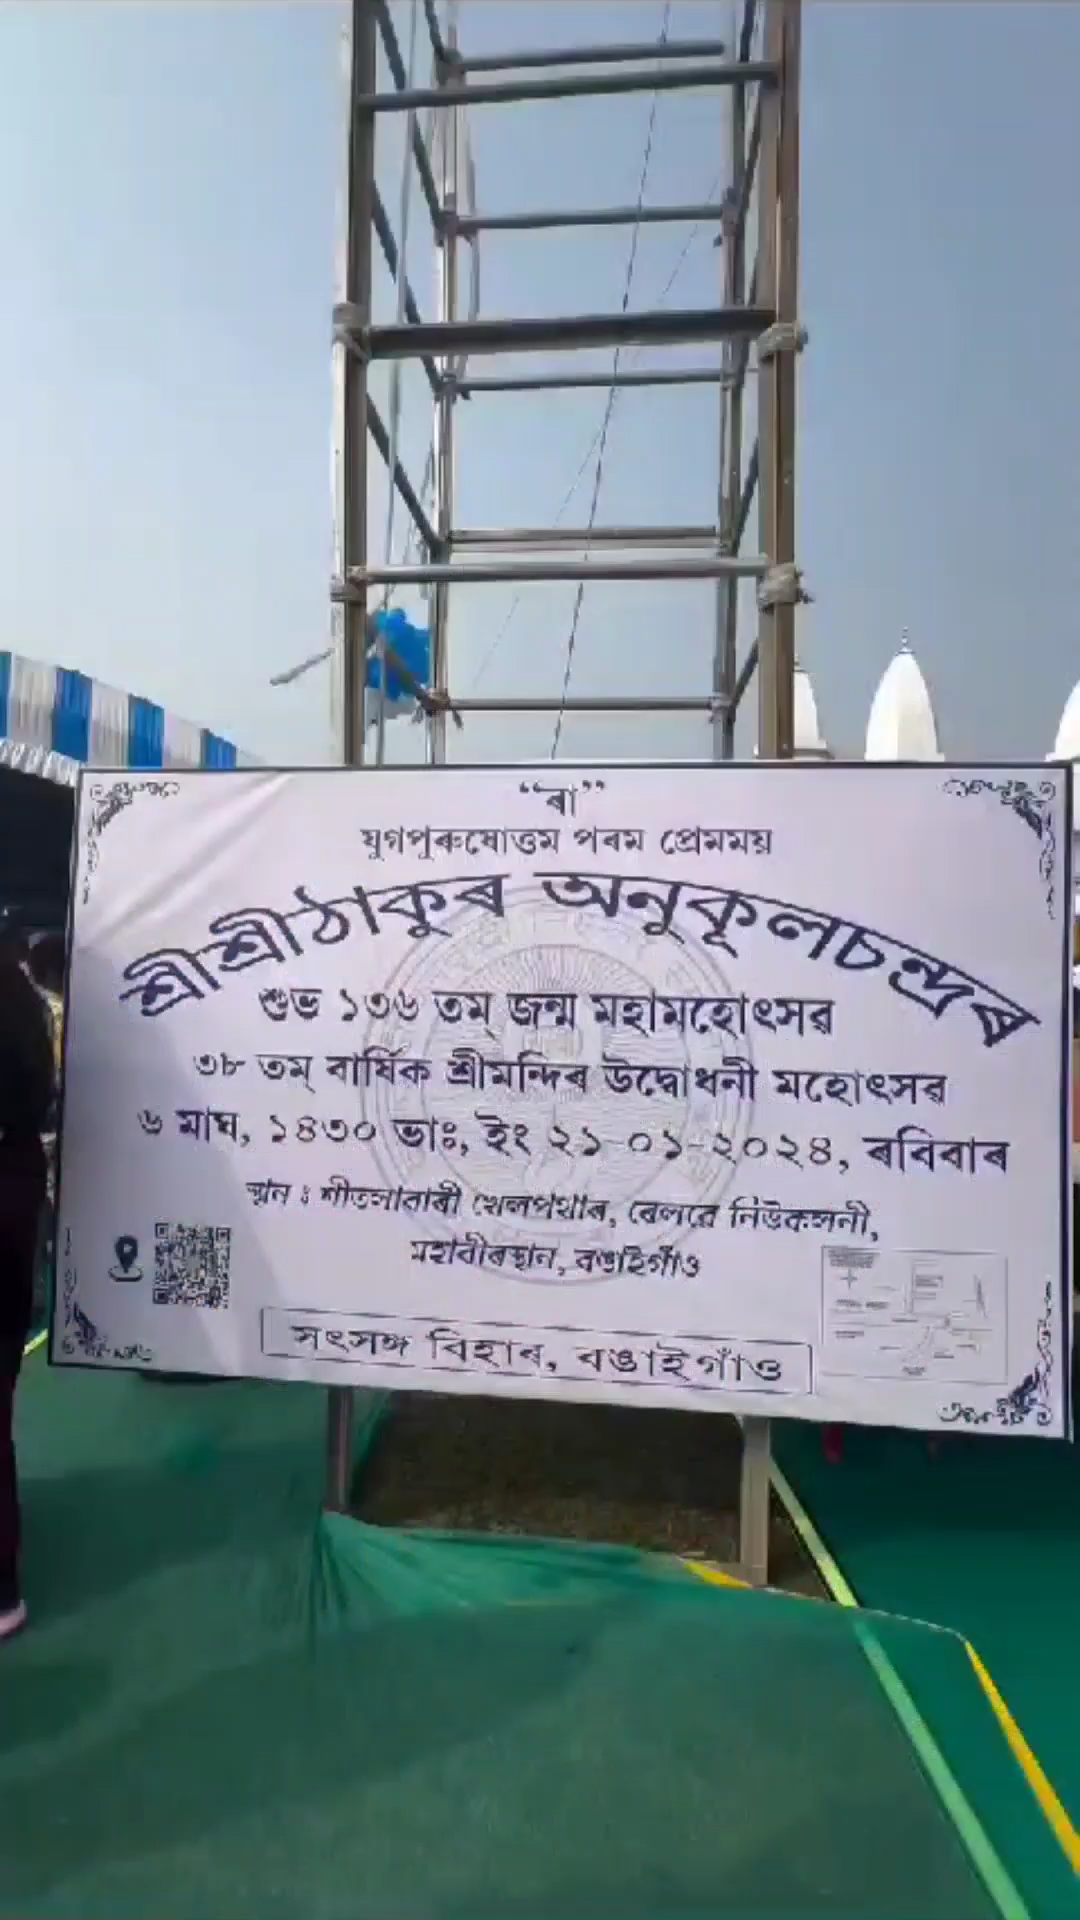 “ৰা”
যুগপুৰুষোত্তম পৰম প্ৰেমময়
শ্ৰীশ্ৰীঠাকুৰ অনুকূলচন্দ্ৰৰ
শুভ ১৩৬ তম্ জন্ম মহামহোৎসৱ
৩৮ তম্ বাৰ্ষিক শ্ৰীমন্দিৰ উদ্বোধনী মহোৎসৱ
৬ মাঘ, ১৪৩০ ভাঃ, ইং ২১-০১-২০২৪, ৰবিবাৰ
স্থান : শীতলাবাৰী খেলপথাৰ, ৰেলৱে নিউকলনী,
মহাবীৰস্থান, বঙাইগাঁও
সৎসঙ্গ বিহাৰ, বঙাইগাঁও